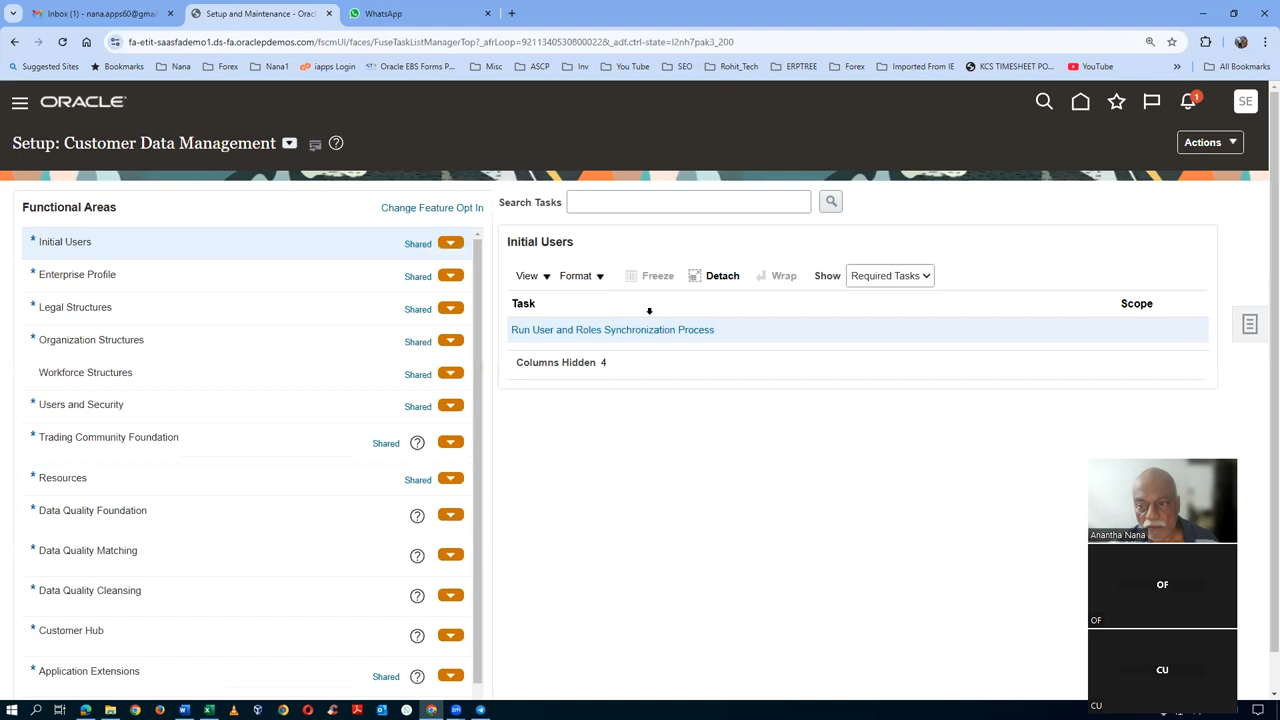 Inbox (1) - nana.apps60@gmai
Setup and Maintenance - Orac
WhatsApp
fa-etit-saasfademo1.ds-fa.oraclepdemos.com/fscmUI/faces/FuseTaskListManagerTop?_afrLoop=9211340530800022&_adf.ctrl-state=l2nh7pak3_200
Suggested Sites
Bookmarks
Nana
Forex
Nana1
iapps Login
Oracle EBS Forms P...
Misc
ASCP
Inv
You Tube
SEO
Rohit_Tech
ERPTREE
Forex
Imported From IE
KCS TIMESHEET PO...
YouTube
All Bookmarks
ORACLE
1
SE
Setup: Customer Data Management
Actions
Functional Areas
Change Feature Opt In
* Initial Users Shared
* Enterprise Profile Shared
* Legal Structures Shared
* Organization Structures Shared
Workforce Structures Shared
* Users and Security Shared
* Trading Community Foundation Shared
* Resources Shared
* Data Quality Foundation
* Data Quality Matching
* Data Quality Cleansing
* Customer Hub
* Application Extensions Shared
Search Tasks
Initial Users
View Format Freeze Detach Wrap Show Required Tasks
Task Scope
Run User and Roles Synchronization Process
Columns Hidden 4
Anantha Nana
OF
OF
CU
CU